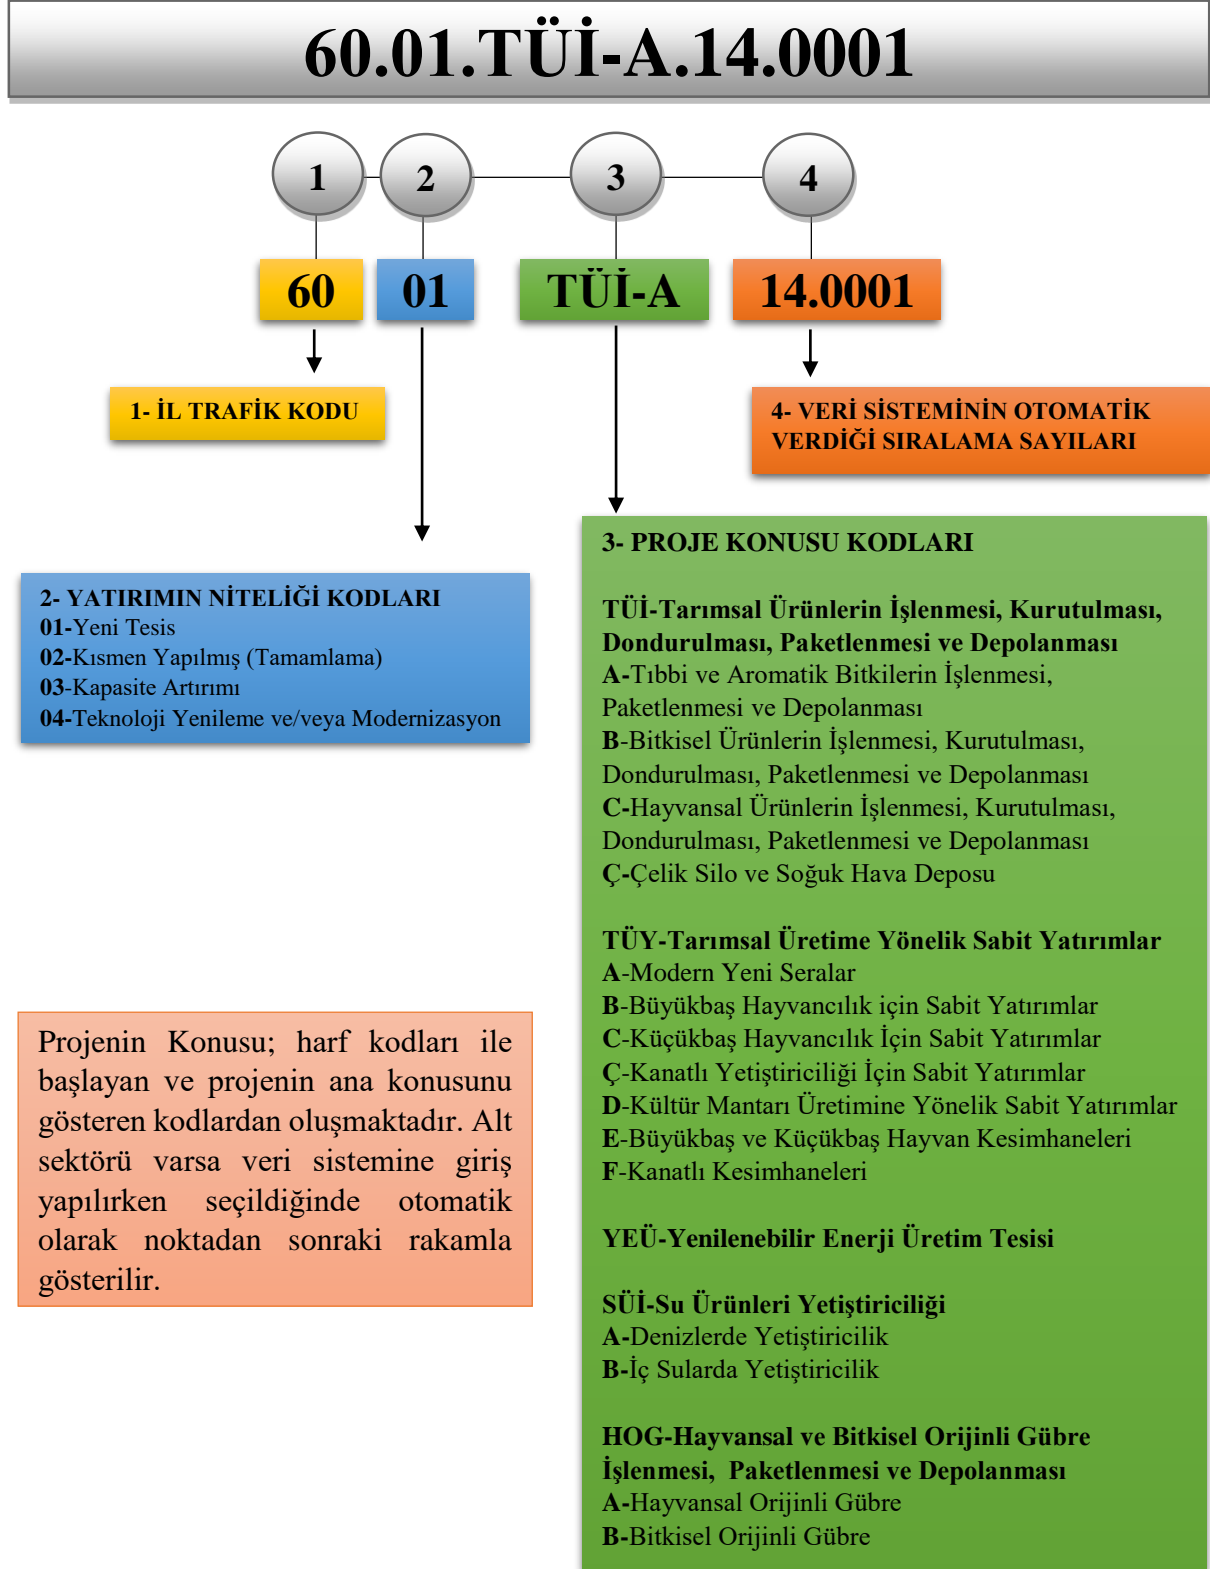 60.01.TÜİ-A.14.0001
1
2
3
4
60
01
TÜİ-A
14.0001
1- İL TRAFİK KODU
4- VERİ SİSTEMİNİN OTOMATİK
VERDİĞİ SIRALAMA SAYILARI
2- YATIRIMIN NİTELİĞİ KODLARI
01-Yeni Tesis
02-Kısmen Yapılmış (Tamamlama)
03-Kapasite Artırımı
04-Teknoloji Yenileme ve/veya Modernizasyon
3- PROJE KONUSU KODLARI
TÜİ-Tarımsal Ürünlerin İşlenmesi, Kurutulması,
Dondurulması, Paketlenmesi ve Depolanması
A-Tıbbi ve Aromatik Bitkilerin İşlenmesi,
Paketlenmesi ve Depolanması
B-Bitkisel Ürünlerin İşlenmesi, Kurutulması,
Dondurulması, Paketlenmesi ve Depolanması
C-Hayvansal Ürünlerin İşlenmesi, Kurutulması,
Dondurulması, Paketlenmesi ve Depolanması
Ç-Çelik Silo ve Soğuk Hava Deposu
TÜY-Tarımsal Üretime Yönelik Sabit Yatırımlar
A-Modern Yeni Seralar
B-Büyükbaş Hayvancılık için Sabit Yatırımlar
C-Küçükbaş Hayvancılık İçin Sabit Yatırımlar
Ç-Kanatlı Yetiştiriciliği İçin Sabit Yatırımlar
D-Kültür Mantarı Üretimine Yönelik Sabit Yatırımlar
E-Büyükbaş ve Küçükbaş Hayvan Kesimhaneleri
F-Kanatlı Kesimhaneleri
YEÜ-Yenilenebilir Enerji Üretim Tesisi
SÜİ-Su Ürünleri Yetiştiriciliği
A-Denizlerde Yetiştiricilik
B-İç Sularda Yetiştiricilik
HOG-Hayvansal ve Bitkisel Orijinli Gübre
İşlenmesi, Paketlenmesi ve Depolanması
A-Hayvansal Orijinli Gübre
B-Bitkisel Orijinli Gübre
Projenin Konusu; harf kodları ile
başlayan ve projenin ana konusunu
gösteren kodlardan oluşmaktadır. Alt
sektörü varsa veri sistemine giriş
yapılırken seçildiğinde otomatik
olarak noktadan sonraki rakamla
gösterilir.